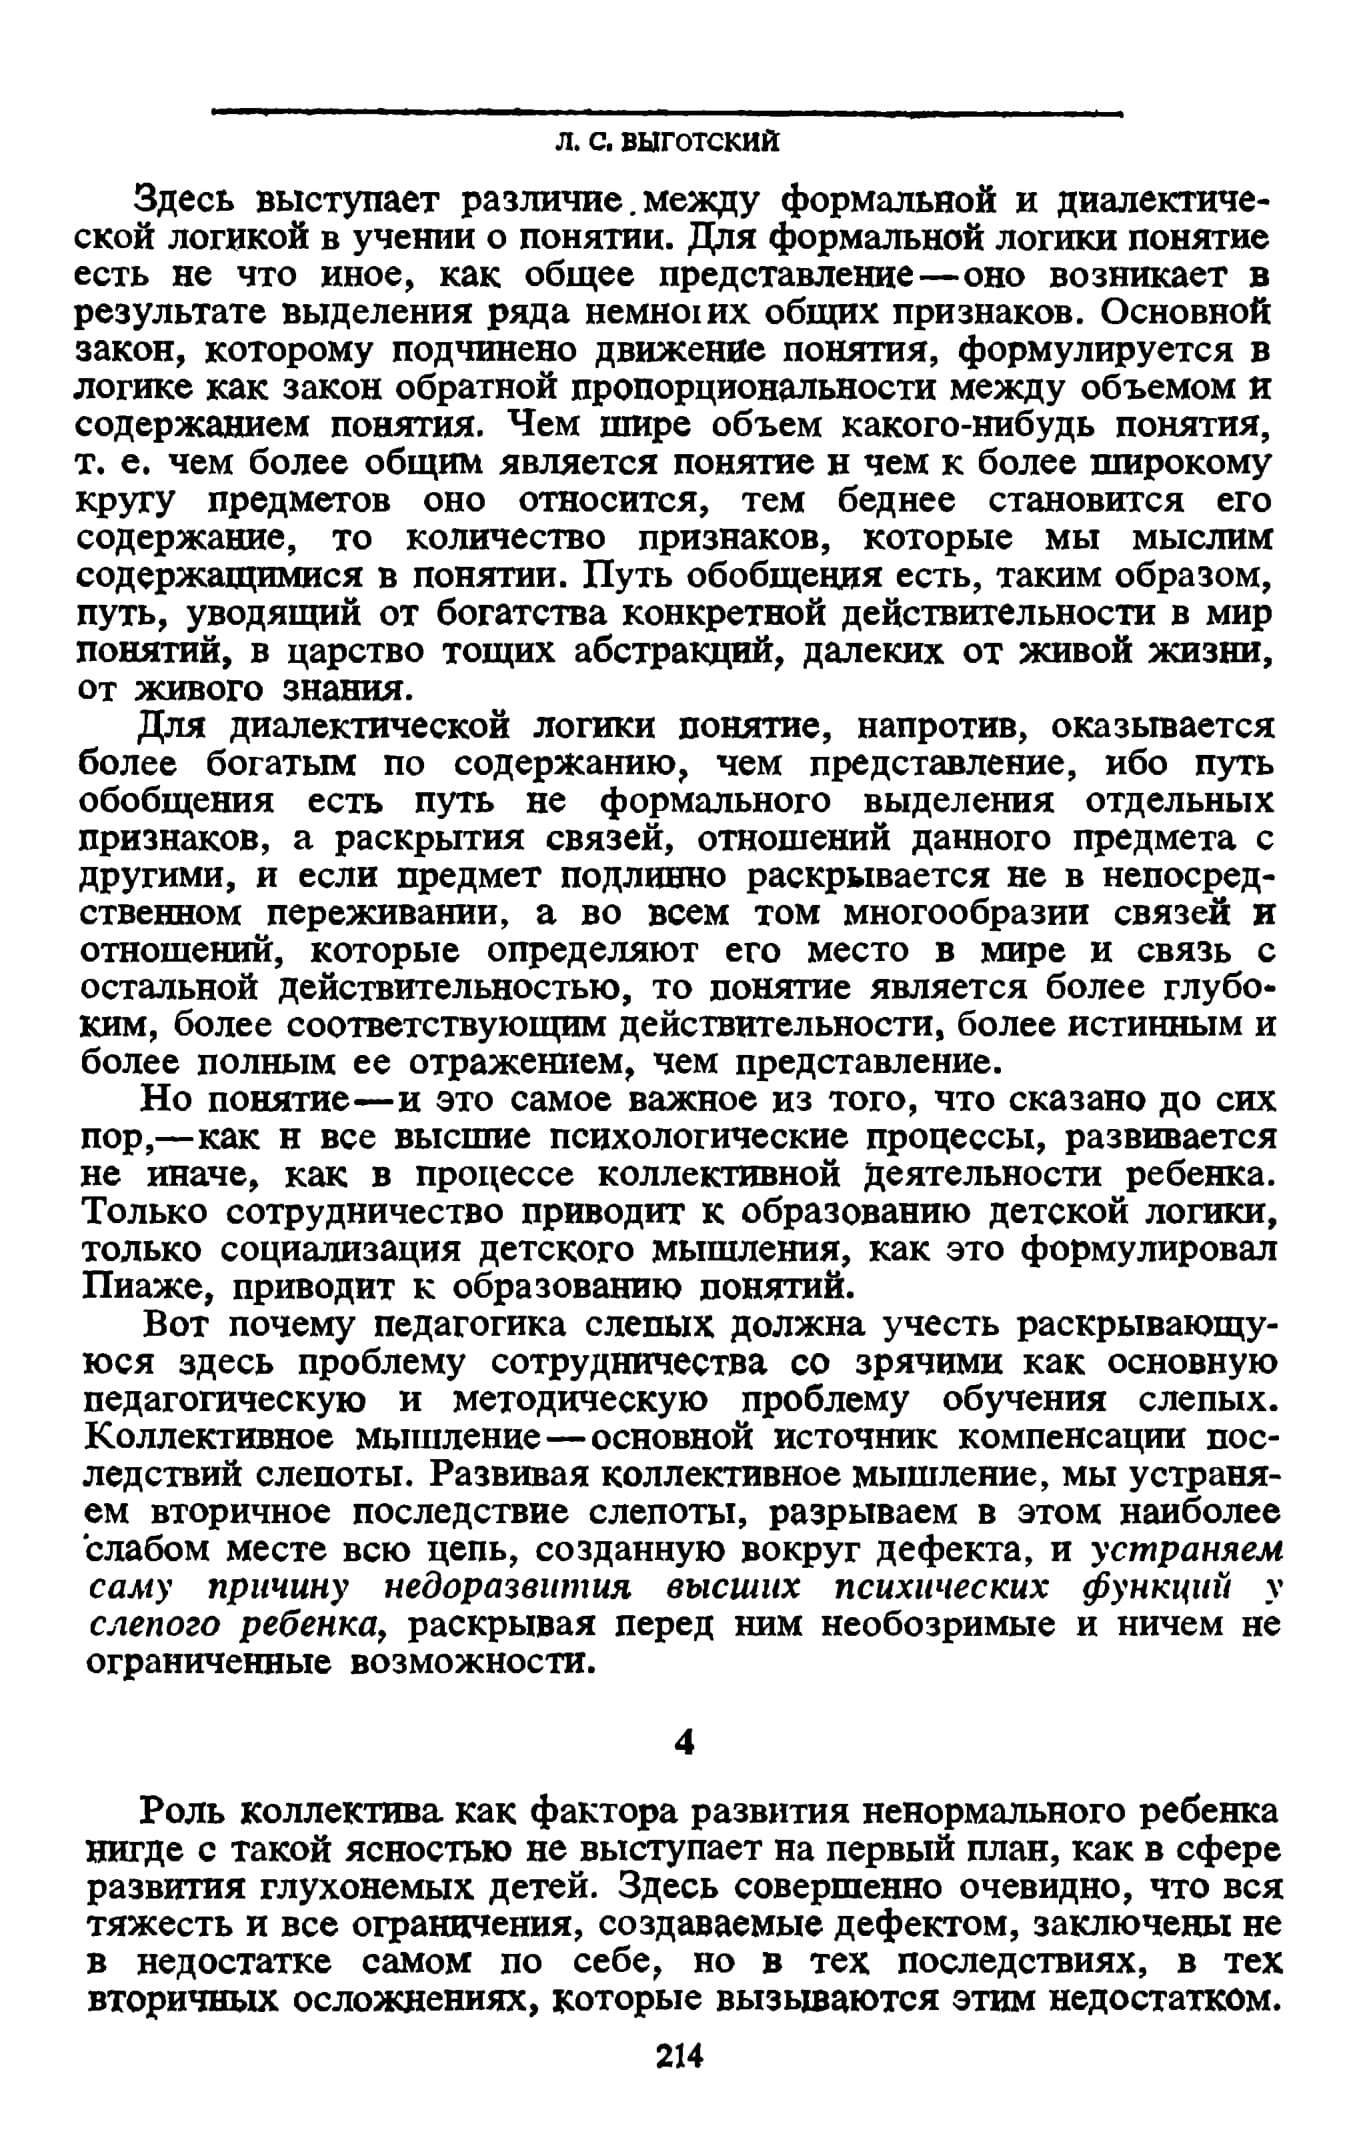 Л. С. ВЫГОТСКИЙ
Здесь выступает различие между формальной и диалектиче-
ской логикой в учении о понятии. Для формальной логики понятие
есть не что иное, как общее представление—оно возникает в
результате выделения ряда немногих общих признаков. Основной
закон, которому подчинено движение понятия, формулируется в
логике как закон обратной пропорциональности между объемом и
содержанием понятия. Чем шире объем какого-нибудь понятия,
т. е. чем более общим является понятие и чем к более широкому
кругу предметов оно относится, тем беднее становится его
содержание, то количество признаков, которые мы мыслим
содержащимися в понятии. Путь обобщения есть, таким образом,
путь, уводящий от богатства конкретной действительности в мир
понятий, в царство тощих абстракций, далеких от живой жизни,
от живого знания.
Для диалектической логики понятие, напротив, оказывается
более богатым по содержанию, чем представление, ибо путь
обобщения есть путь не формального выделения отдельных
признаков, а раскрытия связей, отношений данного предмета с
другими, и если предмет подлинно раскрывается не в непосред-
ственном переживании, а во всем том многообразии связей и
отношений, которые определяют его место в мире и связь с
остальной действительностью, то понятие является более глубо-
ким, более соответствующим действительности, более истинным и
более полным ее отражением, чем представление.
Но понятие—и это самое важное из того, что сказано до сих
пор,—как и все высшие психологические процессы, развивается
не иначе, как в процессе коллективной деятельности ребенка.
Только сотрудничество приводит к образованию детской логики,
только социализация детского мышления, как это формулировал
Пиаже, приводит к образованию понятий.
Вот почему педагогика слепых должна учесть раскрывающу-
юся здесь проблему сотрудничества со зрячими как основную
педагогическую и методическую проблему обучения слепых.
Коллективное мышление—основной источник компенсации пос-
ледствий слепоты. Развивая коллективное мышление, мы устраня-
ем вторичное последствие слепоты, разрываем в этом наиболее
слабом месте всю цепь, созданную вокруг дефекта, и устраняем
саму причину недоразвития высших психических функций у
слепого ребенка, раскрывая перед ним необозримые и ничем не
ограниченные возможности.
4
Роль коллектива как фактора развития ненормального ребенка
нигде с такой ясностью не выступает на первый план, как в сфере
развития глухонемых детей. Здесь совершенно очевидно, что вся
тяжесть и все ограничения, создаваемые дефектом, заключены не
в недостатке самом по себе, но в тех последствиях, в тех
вторичных осложнениях, которые вызываются этим недостатком.
214